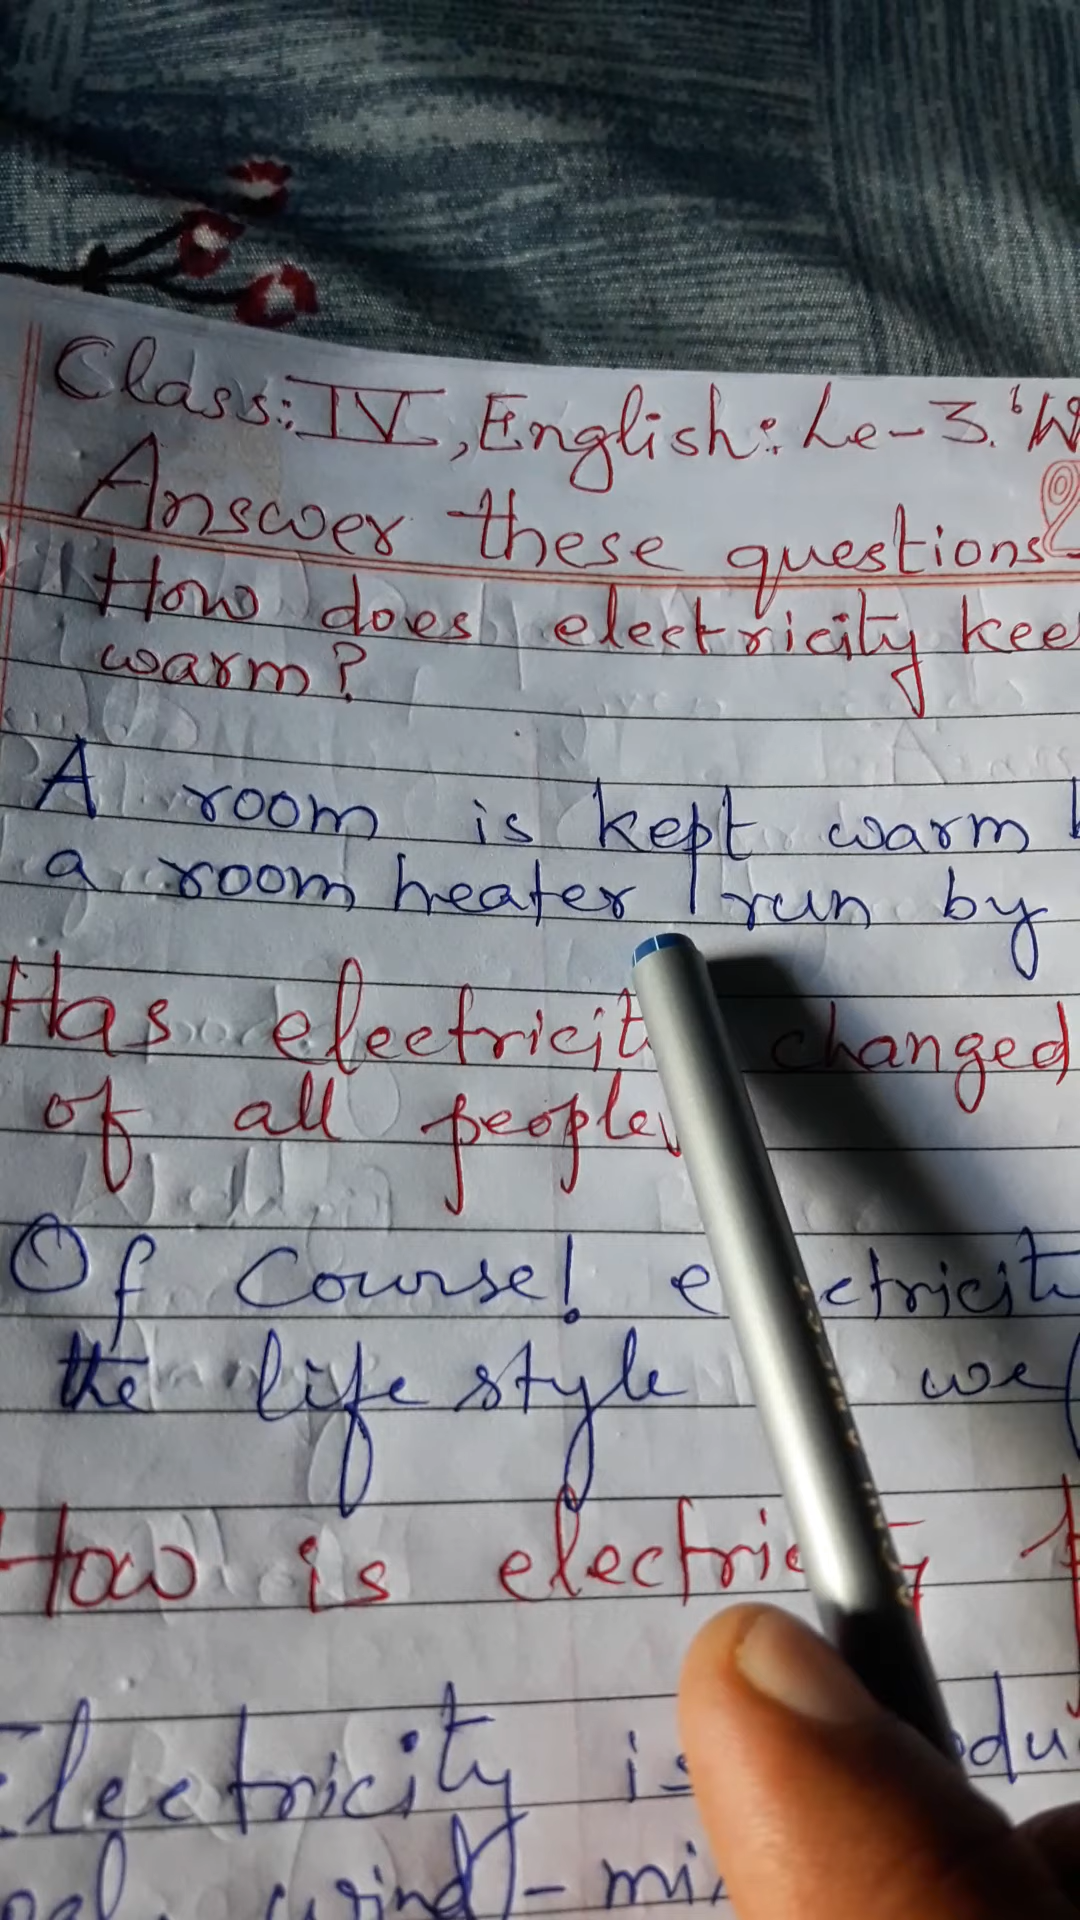 Class: IV, English: Le-3. 'W
Answer these questions
How does electricity kee
warm?
A room is kept warm
a room heater run by
Has electricit changed
of all people
Of Course! e ctricit
the life style we
How is electric
Electricity is odu
wind-mi